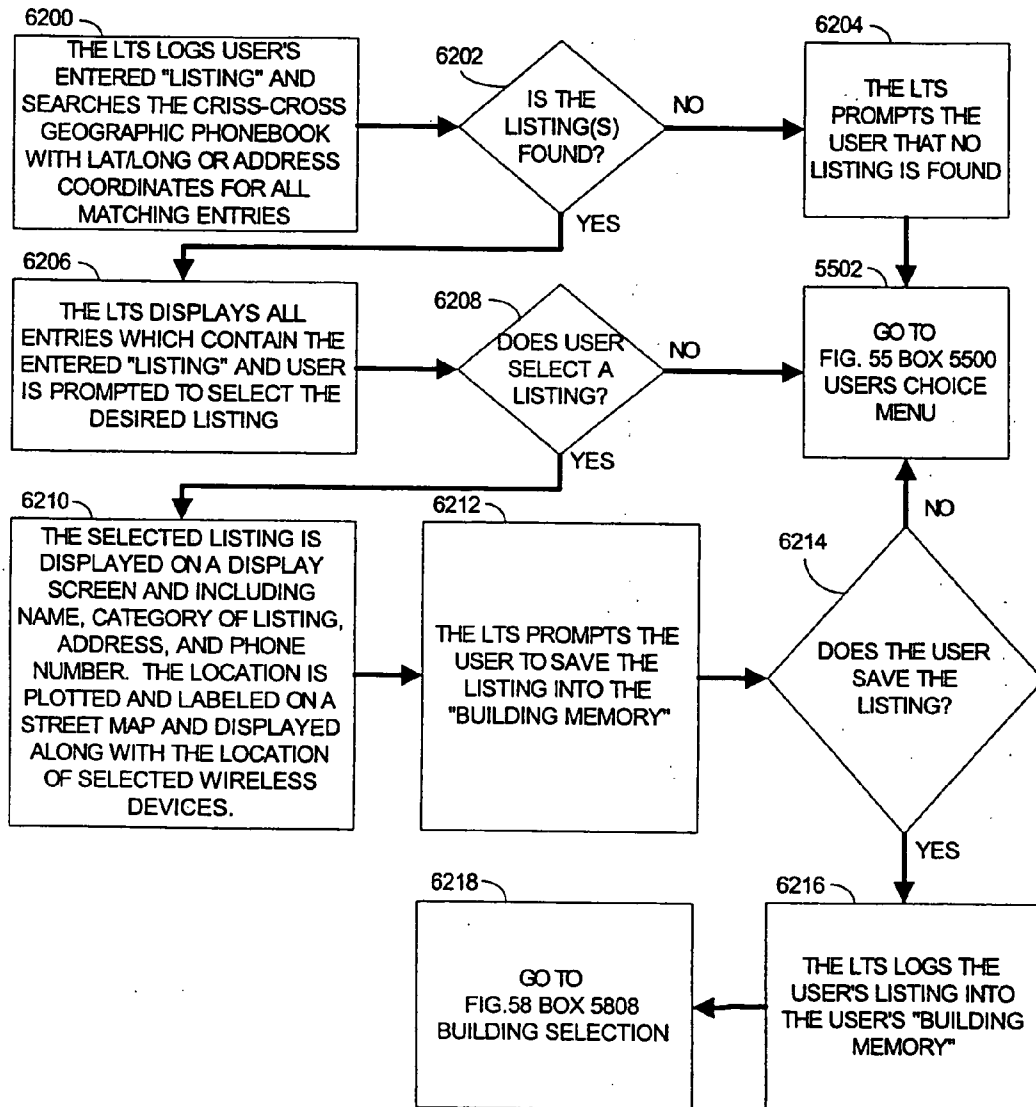 6200
THE LTS LOGS USER'S
ENTERED "LISTING" AND
SEARCHES THE CRISS-CROSS
GEOGRAPHIC PHONEBOOK
WITH LAT/LONG OR ADDRESS
COORDINATES FOR ALL
MATCHING ENTRIES
6202
IS THE
LISTING(S)
FOUND?
NO
YES
6204
THE LTS
PROMPTS THE
USER THAT NO
LISTING IS FOUND
6206
THE LTS DISPLAYS ALL
ENTRIES WHICH CONTAIN THE
ENTERED "LISTING" AND USER
IS PROMPTED TO SELECT THE
DESIRED LISTING
6208
DOES USER
SELECT A
LISTING?
NO
YES
5502
GO TO
FIG. 55 BOX 5500
USERS CHOICE
MENU
6210
THE SELECTED LISTING IS
DISPLAYED ON A DISPLAY
SCREEN AND INCLUDING
NAME, CATEGORY OF LISTING,
ADDRESS, AND PHONE
NUMBER. THE LOCATION IS
PLOTTED AND LABELED ON A
STREET MAP AND DISPLAYED
ALONG WITH THE LOCATION
OF SELECTED WIRELESS
DEVICES.
6212
THE LTS PROMPTS THE
USER TO SAVE THE
LISTING INTO THE
"BUILDING MEMORY"
6214
DOES THE USER
SAVE THE
LISTING?
NO
YES
6216
THE LTS LOGS THE
USER'S LISTING INTO
THE USER'S "BUILDING
MEMORY"
6218
GO TO
FIG.58 BOX 5808
BUILDING SELECTION